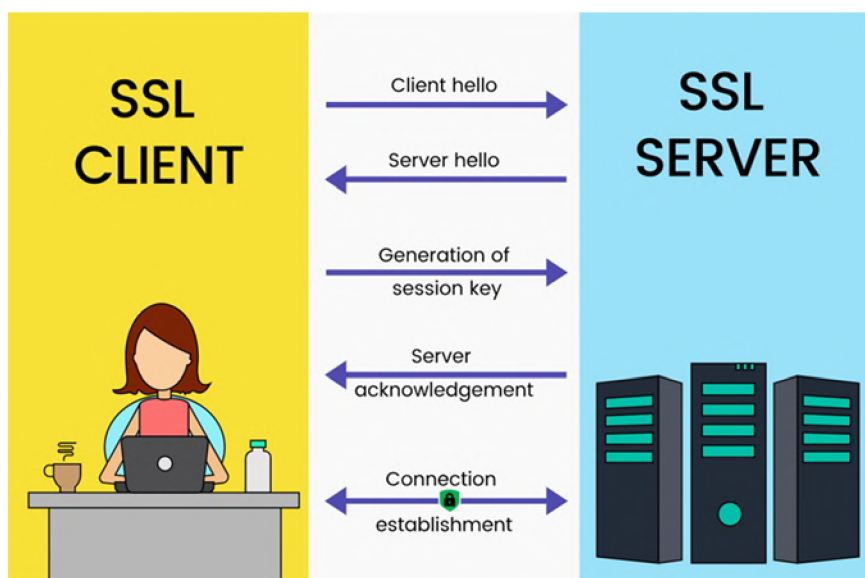 SSL
CLIENT
Client hello
Server hello
Generation of
session key
Server
acknowledgement
Connection
establishment
SSL
SERVER